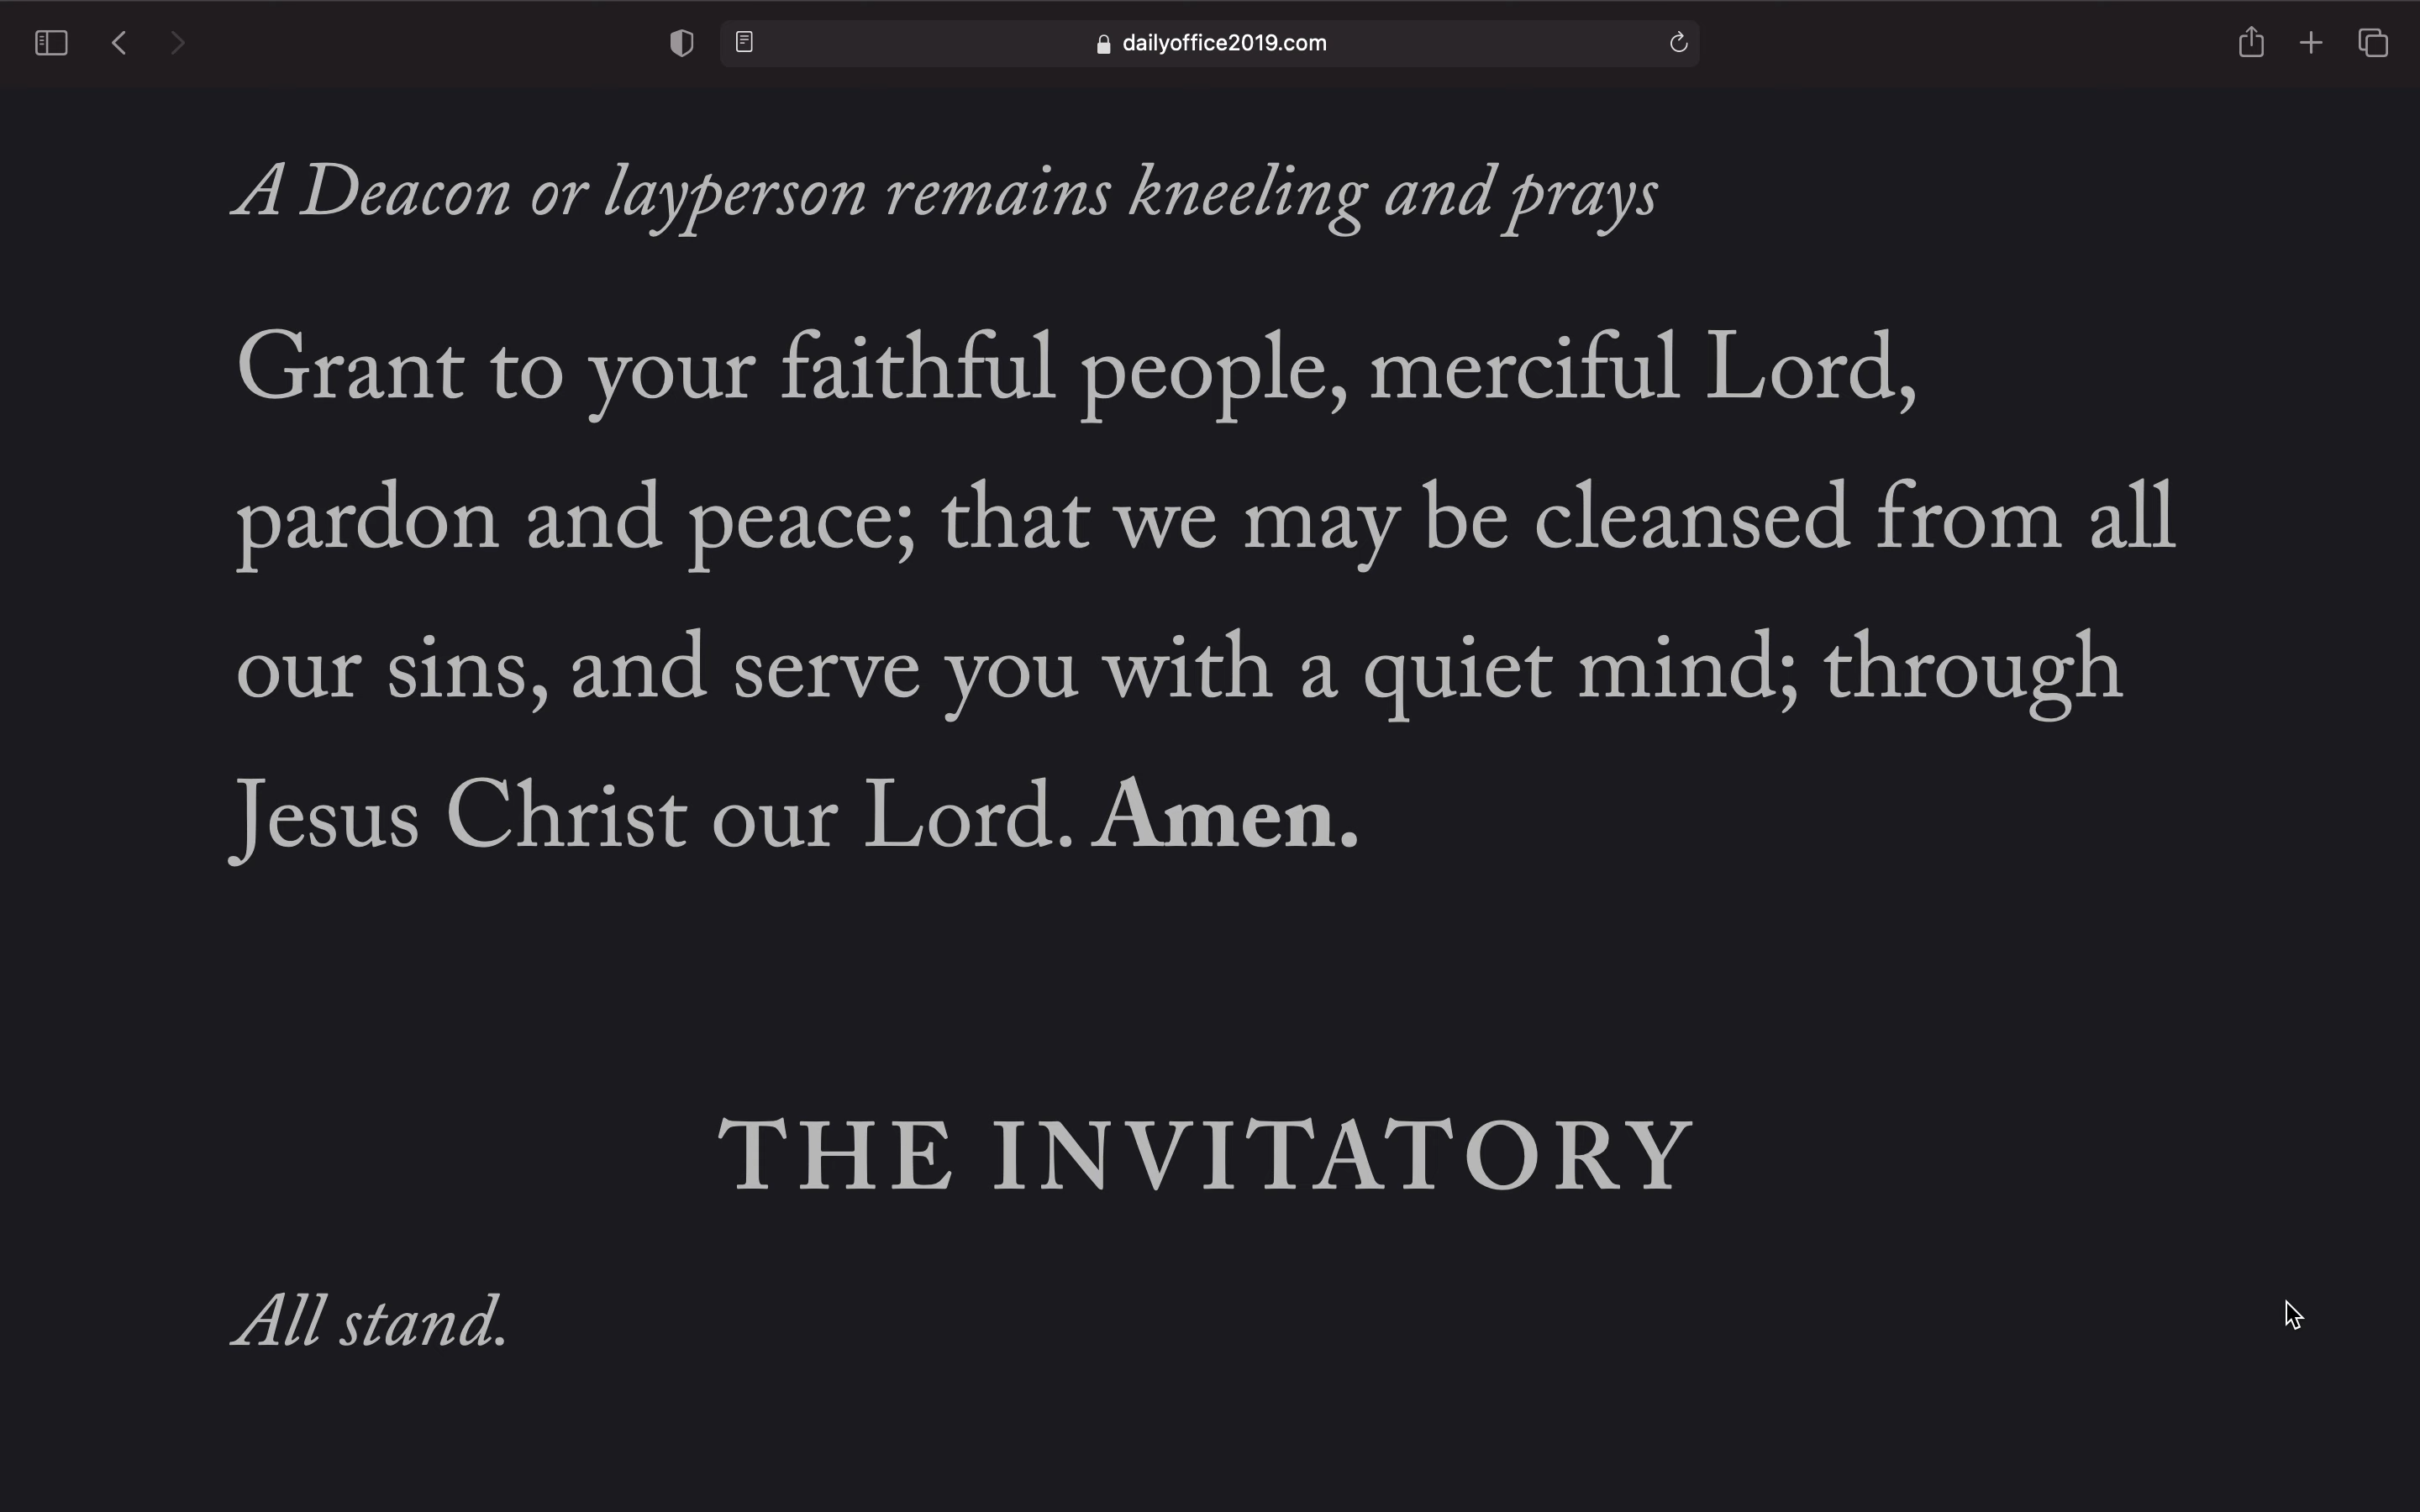 dailyoffice2019.com
A Deacon or layperson remains kneeling and prays
Grant to your faithful people, merciful Lord,
pardon and peace; that we may be cleansed from all
our sins, and serve you with a quiet mind; through
Jesus Christ our Lord. Amen.
THE INVITATORY
All stand.